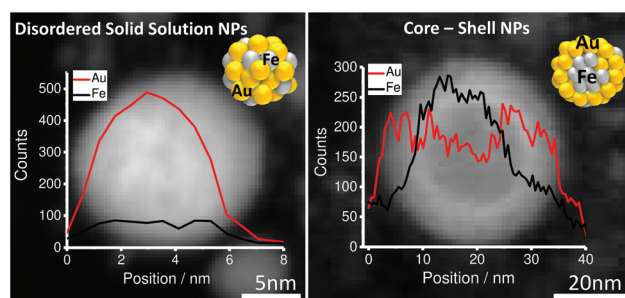 Disordered Solid Solution NPs
Fe
Au
Au
Fe
500
400
300
200
100
0
Counts
0 2 4 6 8
Position / nm
5nm
Core – Shell NPs
Au
Fe
Au
Fe
300
250
200
150
100
50
0
Counts
0 10 20 30 40
Position / nm
20nm